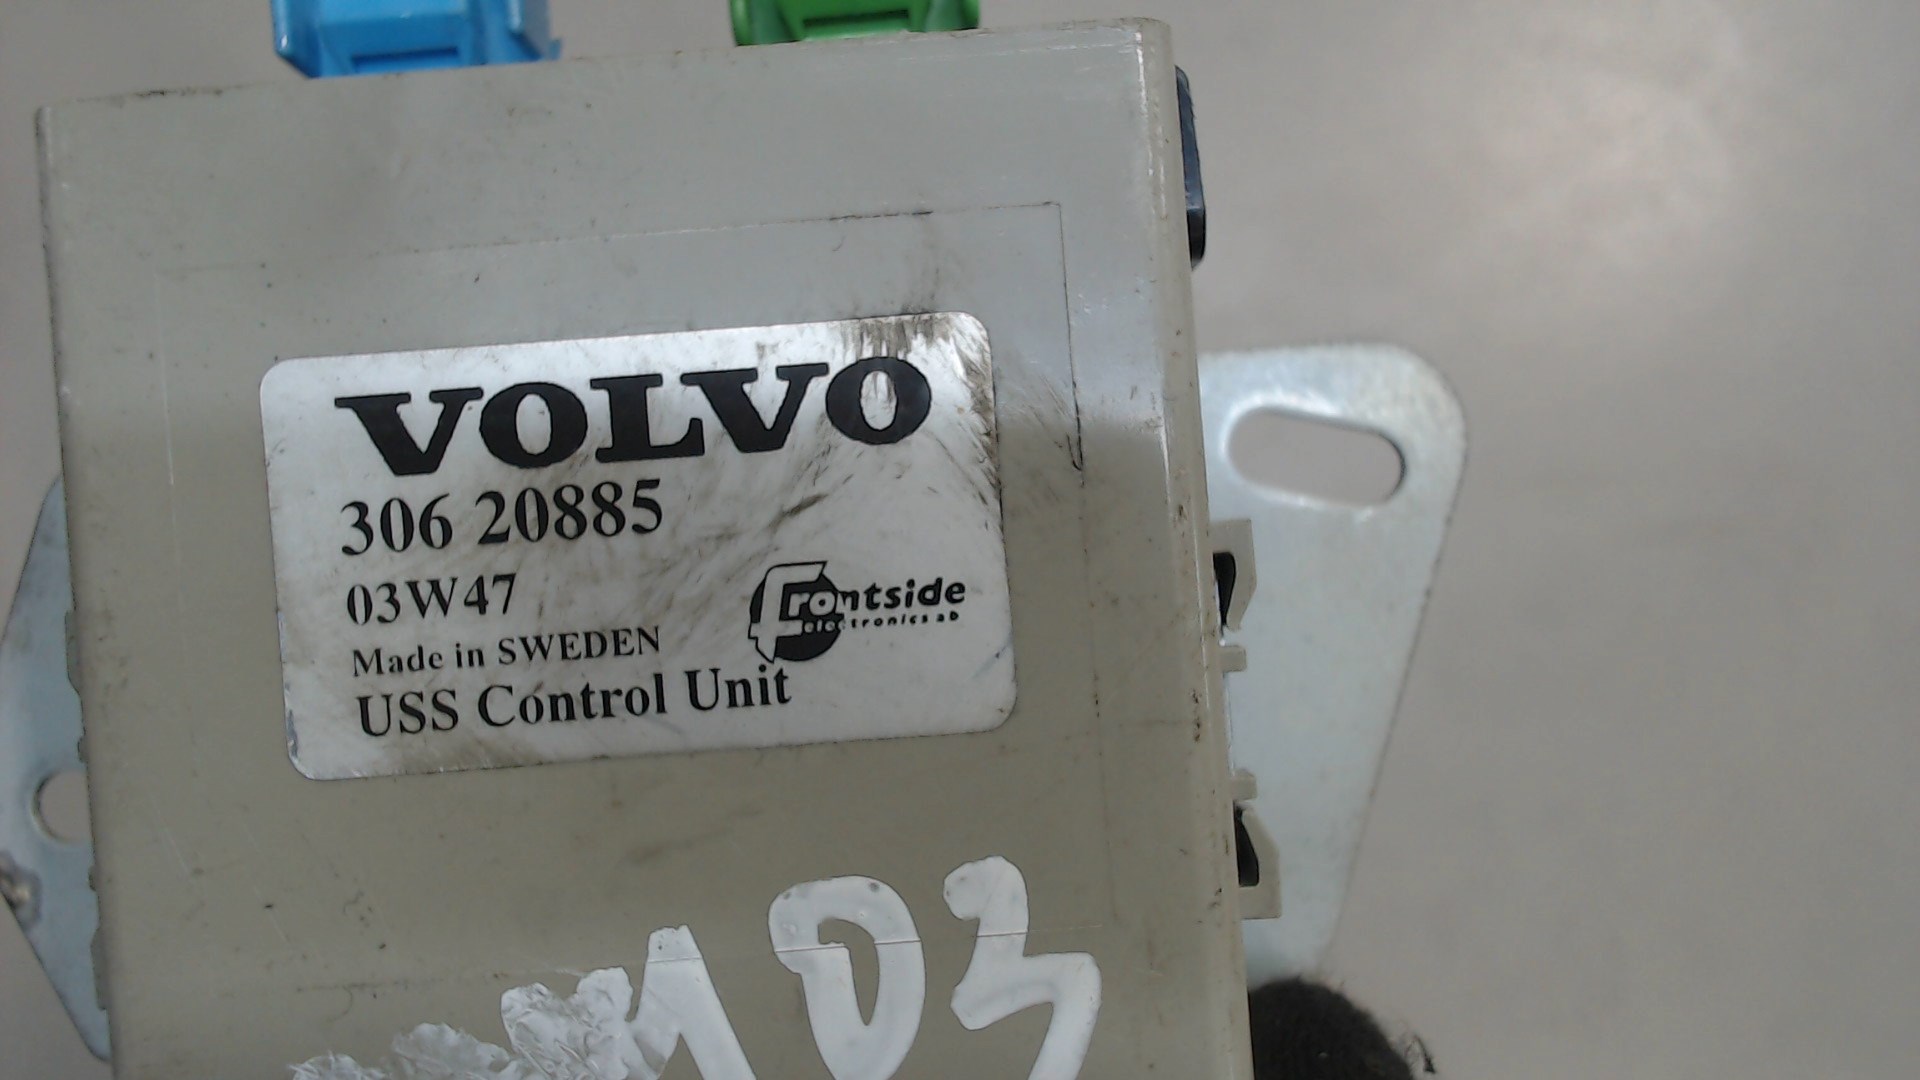 VOLVO
306 20885
03W47
Frontside
electronics ab
Made in SWEDEN
USS Control Unit
103